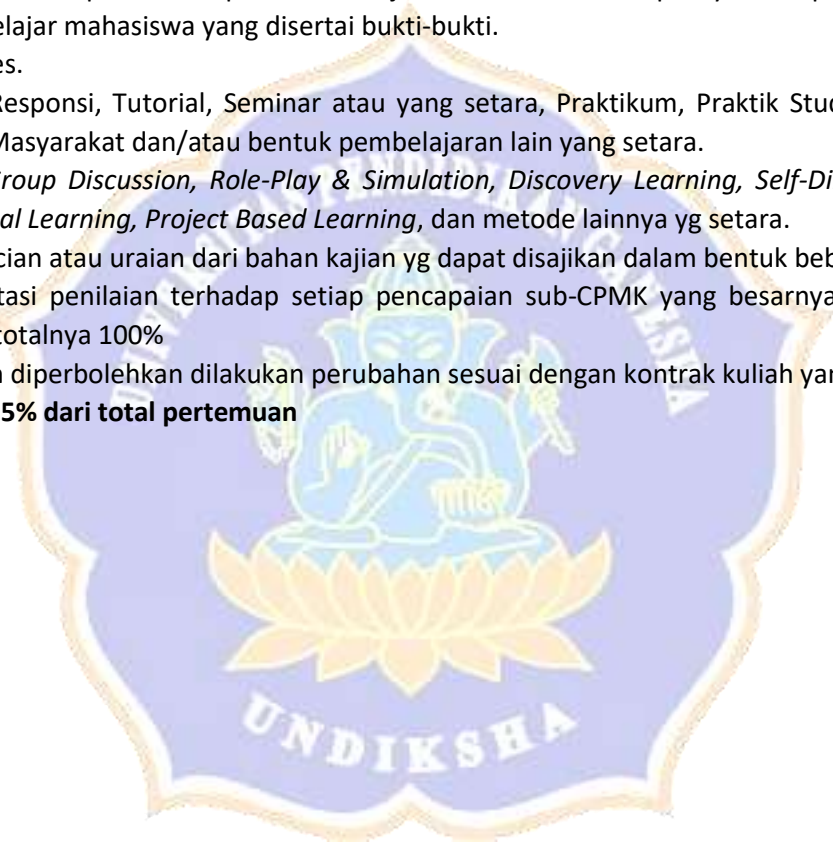 elajar mahasiswa yang disertai bukti-bukti.
es.
Responsi, Tutorial, Seminar atau yang setara, Praktikum, Praktik Stud
Masyarakat dan/atau bentuk pembelajaran lain yang setara.
roup Discussion, Role-Play & Simulation, Discovery Learning, Self-Di
al Learning, Project Based Learning, dan metode lainnya yg setara.
cian atau uraian dari bahan kajian yg dapat disajikan dalam bentuk beb
tasi penilaian terhadap setiap pencapaian sub-CPMK yang besarnya
totalnya 100%
n diperbolehkan dilakukan perubahan sesuai dengan kontrak kuliah yan
5% dari total pertemuan
UNIVERSITAS PENDIDIKAN GANESHA
UNDIKSHA